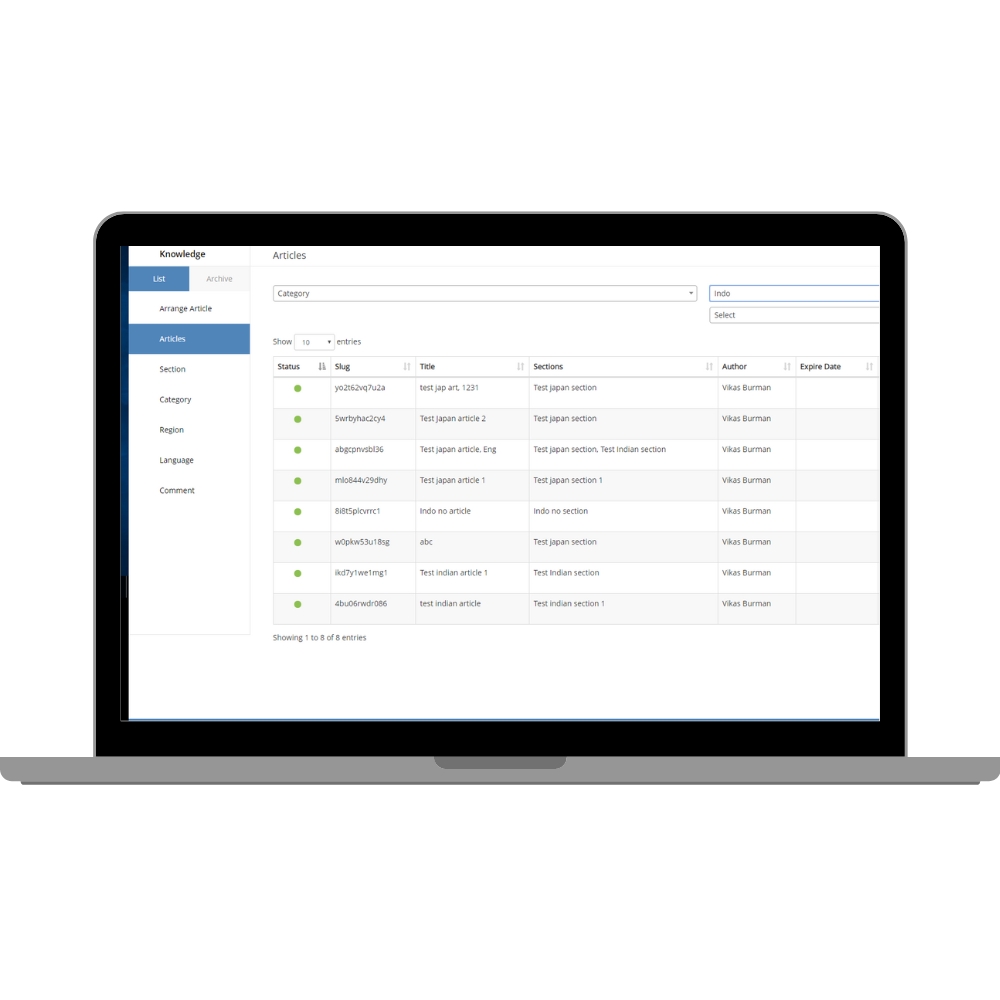 Knowledge
Articles
List Archive
Category Indo
Arrange Article
Select
Articles
Show 10 entries
Status Slug Title Sections Author Expire Date
Section
yo2t62vq7u2a test jap art, 1231 Test japan section Vikas Burman
Category
5wrbyhac2cy4 Test Japan article 2 Test japan section Vikas Burman
Region
abgcpnvsbl36 Test japan article, Eng Test japan section, Test Indian section Vikas Burman
Language
mlo844v29dhy Test japan article 1 Test japan section 1 Vikas Burman
Comment
8i8t5plcvrrc1 Indo no article Indo no section Vikas Burman
w0pkw53u18sg abc Test japan section Vikas Burman
ikd7y1we1mg1 Test indian article 1 Test Indian section Vikas Burman
4bu06rwdr086 test indian article Test indian section 1 Vikas Burman
Showing 1 to 8 of 8 entries